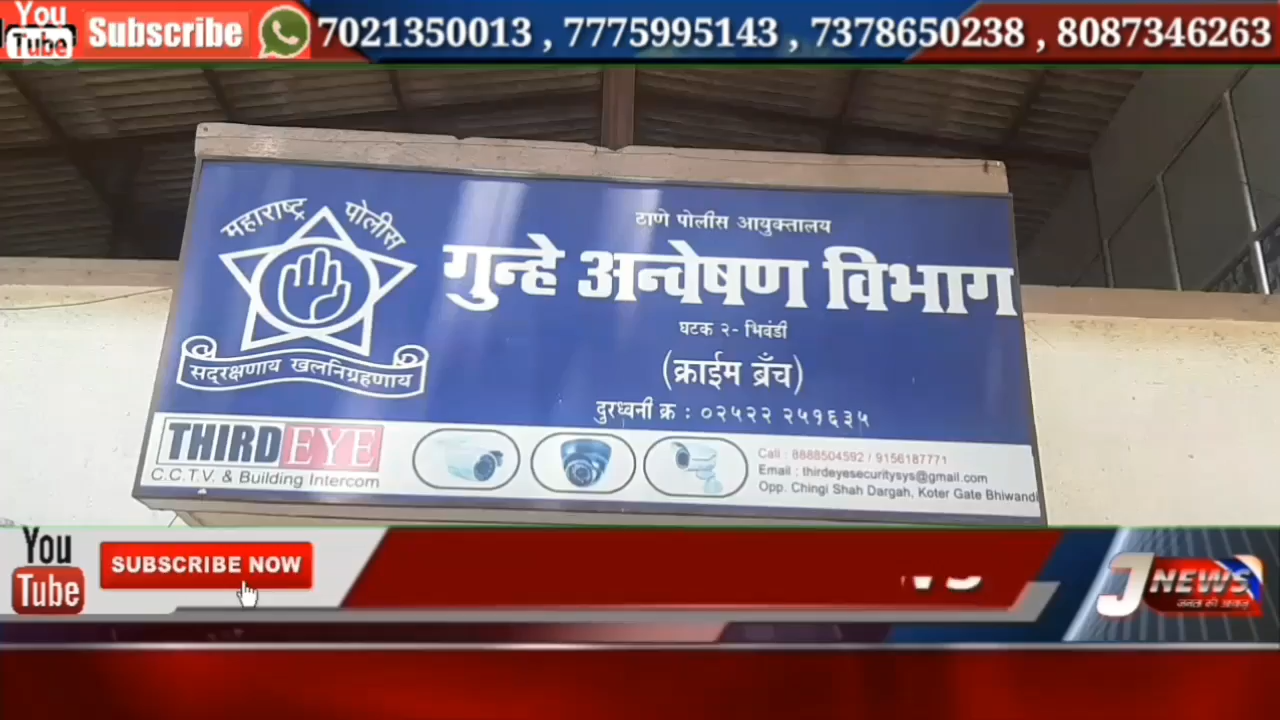 You Tube Subscribe 7021350013 , 7775995143 , 7378650238 , 8087346263
महाराष्ट्र पोलीस
सद्रक्षणाय खलनिग्रहणाय
ठाणे पोलीस आयुक्तालय
गुन्हे अन्वेषण विभाग
घटक २- भिवंडी
(क्राईम ब्रँच)
दुरध्वनी क्र : ०२५२२ २५१६३५
THIRD EYE
C.C.T.V. & Building Intercom
Call : 8888504592 / 9156187771
Email : thirdeyesecuritysys@gmail.com
Opp. Chingi Shah Dargah, Koter Gate Bhiwandi
You Tube SUBSCRIBE NOW
J NEWS
जनता की आवाज